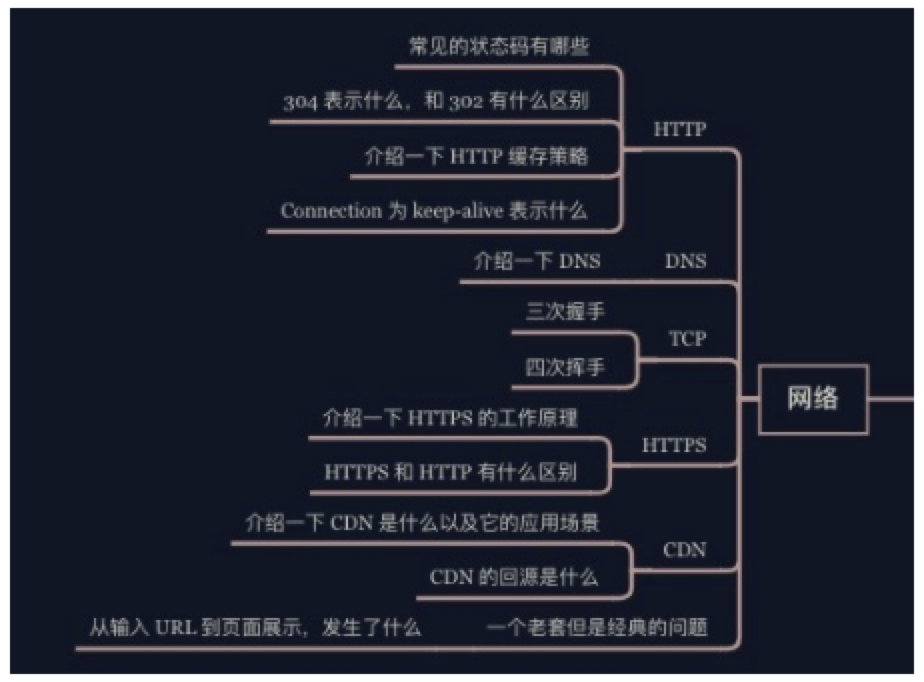 常见的状态码有哪些
304 表示什么，和 302 有什么区别
HTTP
介绍一下 HTTP 缓存策略
Connection 为 keep-alive 表示什么
介绍一下 DNS
DNS
三次握手
TCP
四次挥手
网络
介绍一下 HTTPS 的工作原理
HTTPS
HTTPS 和 HTTP 有什么区别
介绍一下 CDN 是什么以及它的应用场景
CDN
CDN 的回源是什么
从输入 URL 到页面展示，发生了什么
一个老套但是经典的问题